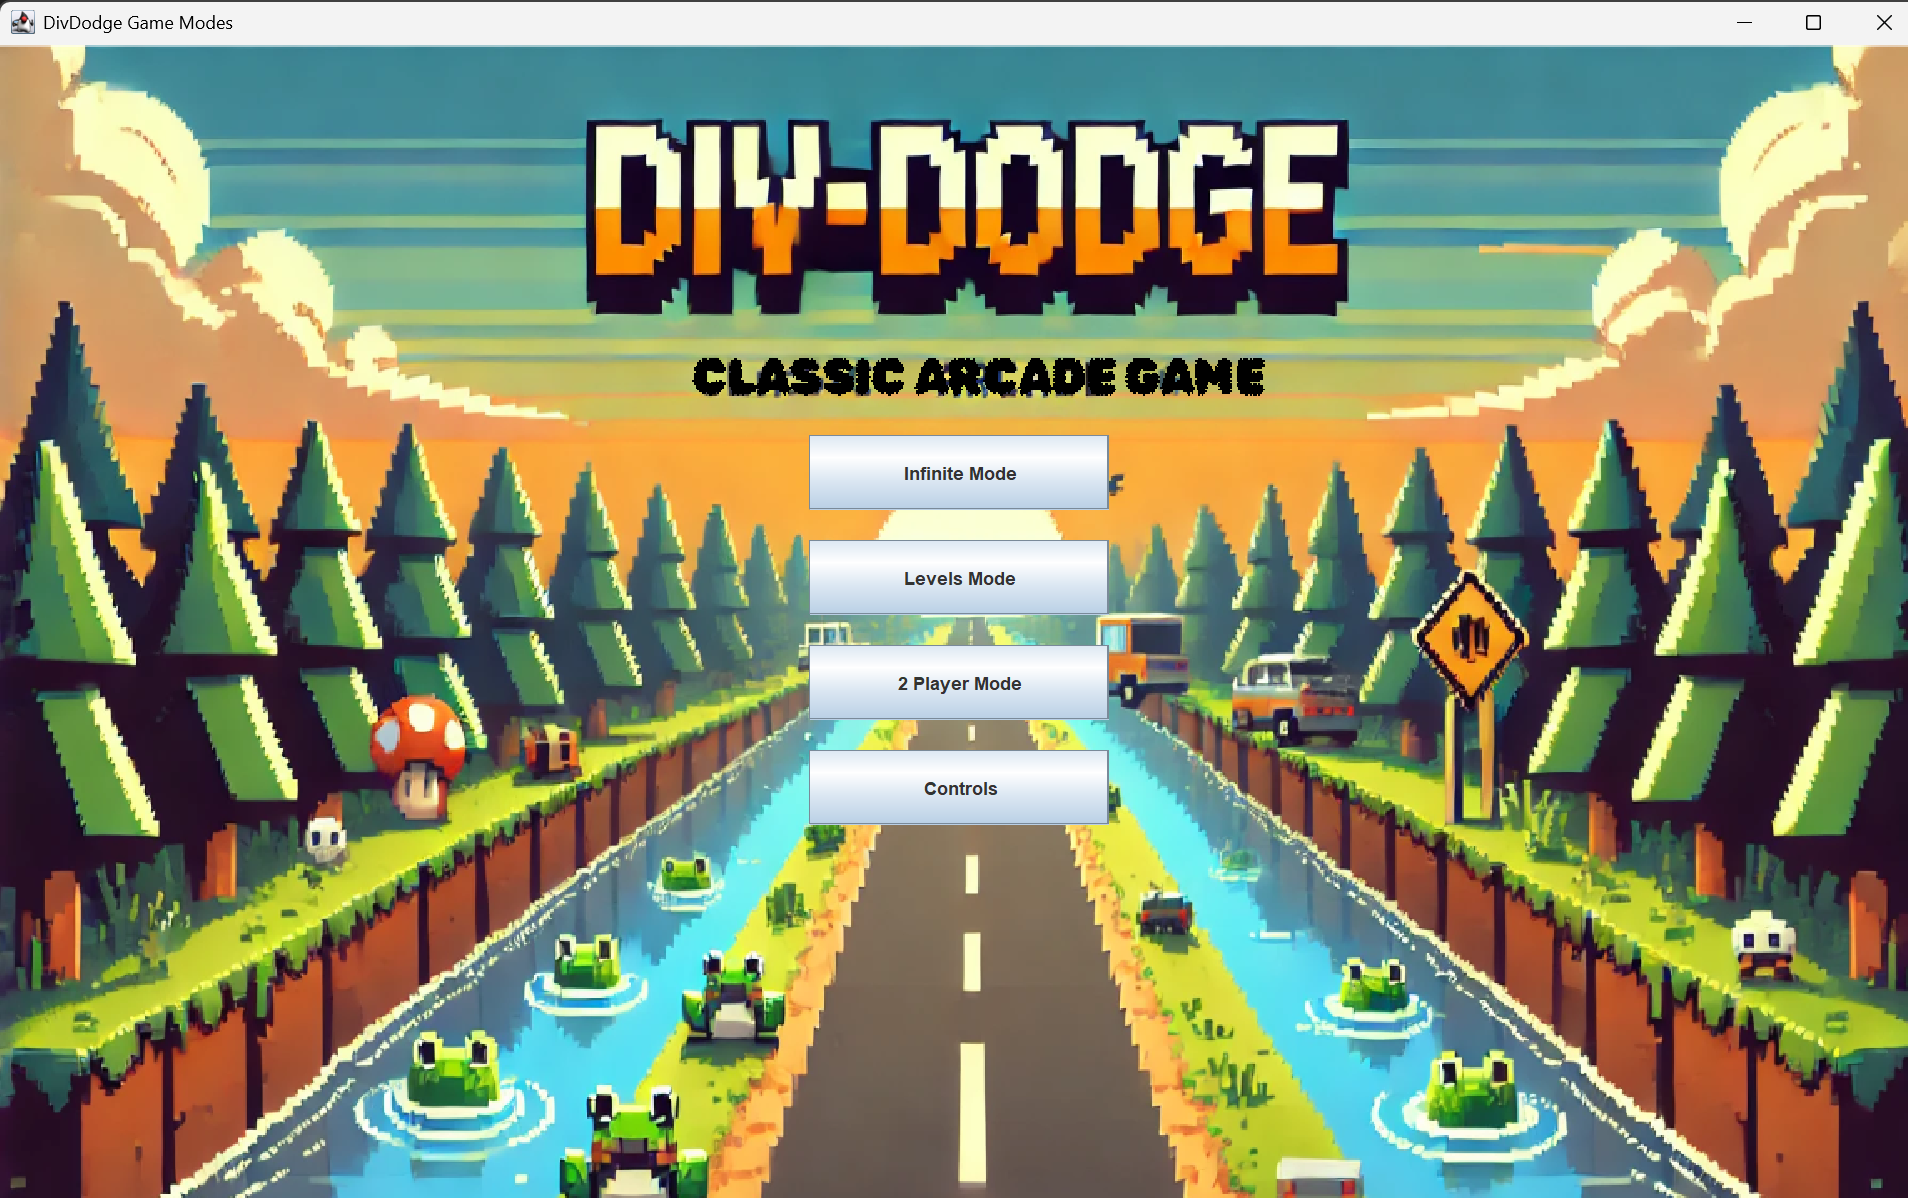 DivDodge Game Modes
DIV-DODGE
CLASSIC ARCADE GAME
Infinite Mode
Levels Mode
2 Player Mode
Controls